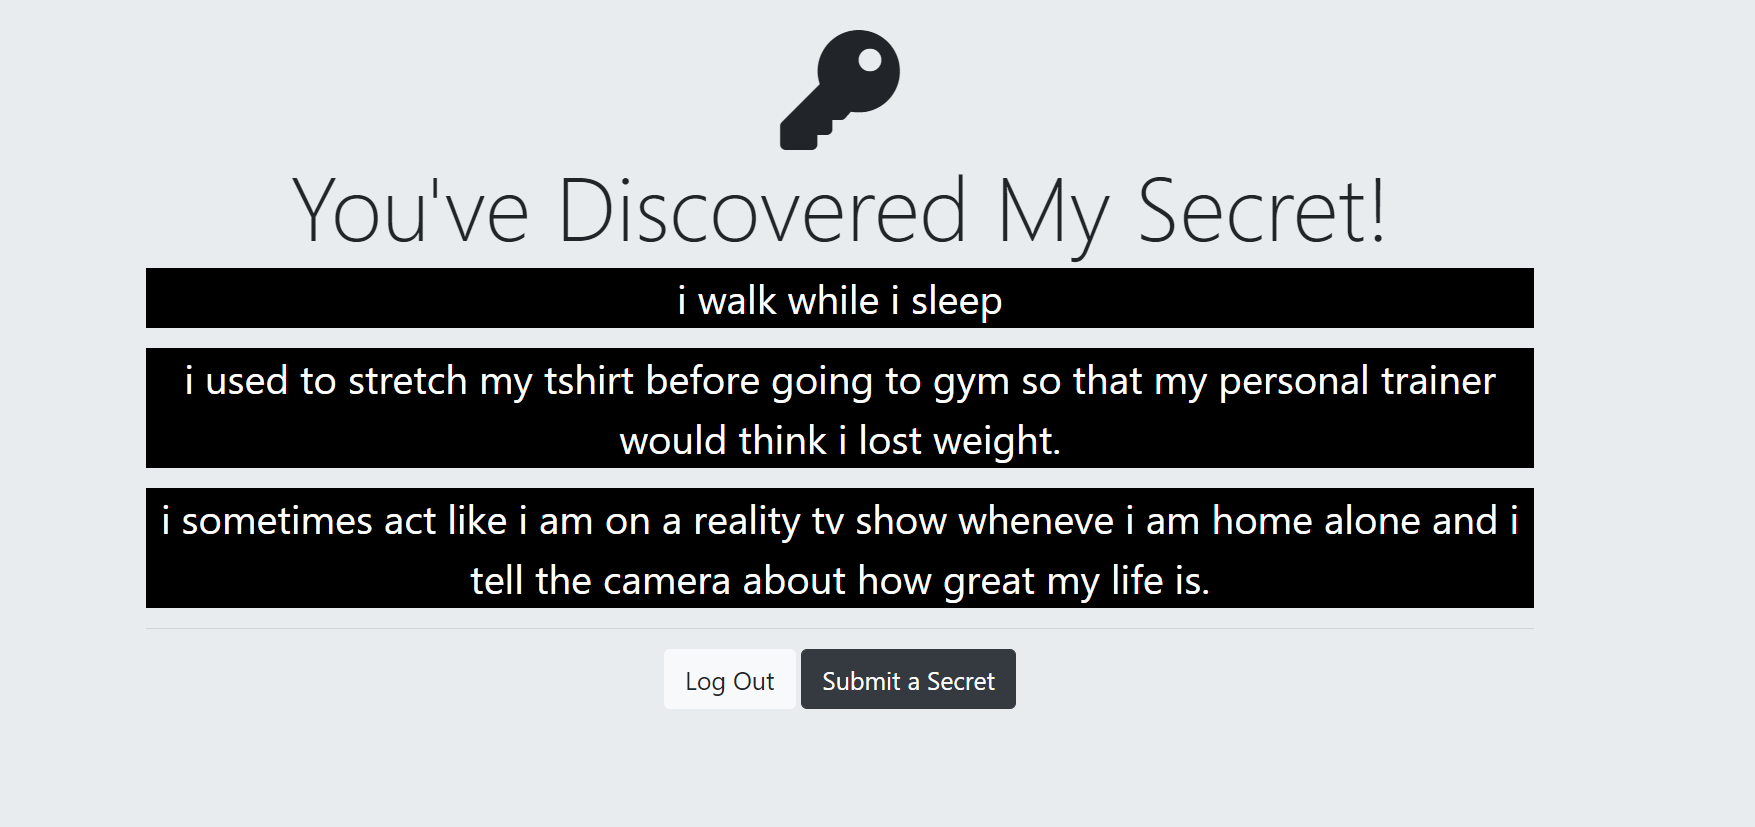 You've Discovered My Secret!
i walk while i sleep
i used to stretch my tshirt before going to gym so that my personal trainer
would think i lost weight.
i sometimes act like i am on a reality tv show wheneve i am home alone and i
tell the camera about how great my life is.
Log Out
Submit a Secret